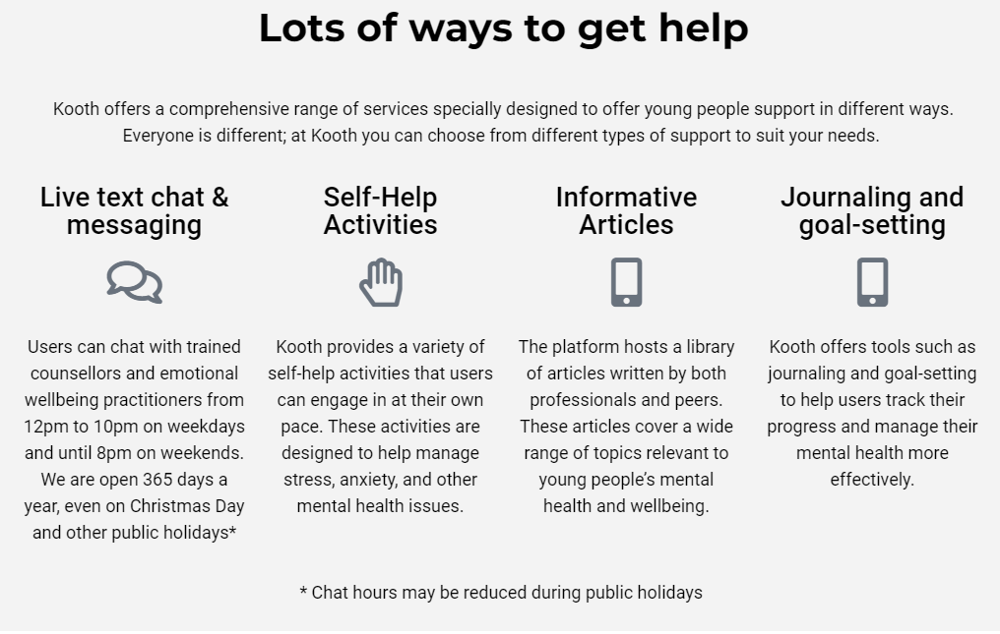 Lots of ways to get help
Kooth offers a comprehensive range of services specially designed to offer young people support in different ways.
Everyone is different; at Kooth you can choose from different types of support to suit your needs.
Live text chat &
messaging
Users can chat with trained
counsellors and emotional
wellbeing practitioners from
12pm to 10pm on weekdays
and until 8pm on weekends.
We are open 365 days a
year, even on Christmas Day
and other public holidays*
Self-Help
Activities
Kooth provides a variety of
self-help activities that users
can engage in at their own
pace. These activities are
designed to help manage
stress, anxiety, and other
mental health issues.
Informative
Articles
The platform hosts a library
of articles written by both
professionals and peers.
These articles cover a wide
range of topics relevant to
young people’s mental
health and wellbeing.
Journaling and
goal-setting
Kooth offers tools such as
journaling and goal-setting
to help users track their
progress and manage their
mental health more
effectively.
* Chat hours may be reduced during public holidays